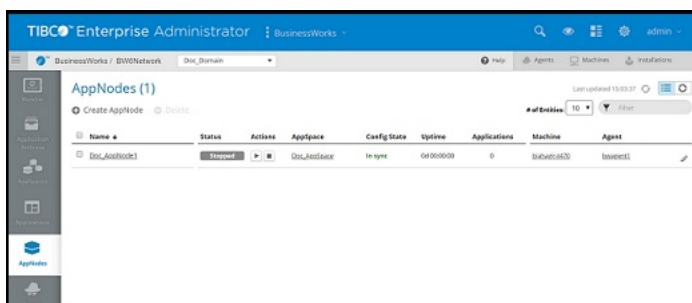 TIBCO Enterprise Administrator BusinessWorks admin
BusinessWorks / BW6Network Doc_Domain Help Agents Machines Installations
AppNodes (1) Last updated 15:03:37
Create AppNode Delete # of Entities: 10 Filter
Name Status Actions AppSpace Config State Uptime Applications Machine Agent
Doc_AppNode1 Stopped Doc_AppSpace In sync 0d 00:00:00 0
Applications
AppNodes